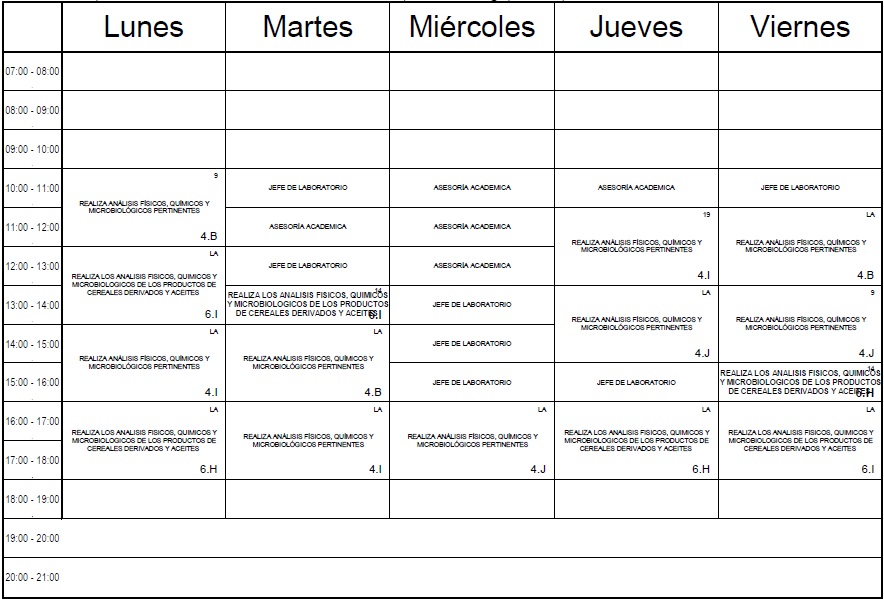 Lunes Martes Miércoles Jueves Viernes
07:00 - 08:00
08:00 - 09:00
09:00 - 10:00
10:00 - 11:00
9
REALIZA ANÁLISIS FÍSICOS, QUÍMICOS Y
MICROBIOLÓGICOS PERTINENTES
4.B
JEFE DE LABORATORIO
ASESORÍA ACADEMICA
ASESORÍA ACADEMICA
JEFE DE LABORATORIO
11:00 - 12:00
ASESORÍA ACADEMICA
ASESORÍA ACADEMICA
19
REALIZA ANÁLISIS FÍSICOS, QUÍMICOS Y
MICROBIOLÓGICOS PERTINENTES
4.I
LA
REALIZA ANÁLISIS FÍSICOS, QUÍMICOS Y
MICROBIOLÓGICOS PERTINENTES
4.B
12:00 - 13:00
LA
REALIZA LOS ANALISIS FISICOS, QUIMICOS Y
MICROBIOLOGICOS DE LOS PRODUCTOS DE
CEREALES DERIVADOS Y ACEITES
6.I
JEFE DE LABORATORIO
ASESORÍA ACADEMICA
13:00 - 14:00
14
REALIZA LOS ANALISIS FISICOS, QUIMICOS
Y MICROBIOLOGICOS DE LOS PRODUCTOS
DE CEREALES DERIVADOS Y ACEITES
6.I
JEFE DE LABORATORIO
LA
REALIZA ANÁLISIS FÍSICOS, QUÍMICOS Y
MICROBIOLÓGICOS PERTINENTES
4.J
9
REALIZA ANÁLISIS FÍSICOS, QUÍMICOS Y
MICROBIOLÓGICOS PERTINENTES
4.J
14:00 - 15:00
LA
REALIZA ANÁLISIS FÍSICOS, QUÍMICOS Y
MICROBIOLÓGICOS PERTINENTES
4.I
LA
REALIZA ANÁLISIS FÍSICOS, QUÍMICOS Y
MICROBIOLÓGICOS PERTINENTES
4.B
JEFE DE LABORATORIO
15:00 - 16:00
JEFE DE LABORATORIO
JEFE DE LABORATORIO
14
REALIZA LOS ANALISIS FISICOS, QUIMICOS
Y MICROBIOLOGICOS DE LOS PRODUCTOS
DE CEREALES DERIVADOS Y ACEITES
6.H
16:00 - 17:00
LA
REALIZA LOS ANALISIS FISICOS, QUIMICOS Y
MICROBIOLOGICOS DE LOS PRODUCTOS DE
CEREALES DERIVADOS Y ACEITES
6.H
LA
REALIZA ANÁLISIS FÍSICOS, QUÍMICOS Y
MICROBIOLÓGICOS PERTINENTES
4.I
LA
REALIZA ANÁLISIS FÍSICOS, QUÍMICOS Y
MICROBIOLÓGICOS PERTINENTES
4.J
LA
REALIZA LOS ANALISIS FISICOS, QUIMICOS Y
MICROBIOLOGICOS DE LOS PRODUCTOS DE
CEREALES DERIVADOS Y ACEITES
6.H
LA
REALIZA LOS ANALISIS FISICOS, QUIMICOS Y
MICROBIOLOGICOS DE LOS PRODUCTOS DE
CEREALES DERIVADOS Y ACEITES
6.I
17:00 - 18:00
18:00 - 19:00
19:00 - 20:00
20:00 - 21:00